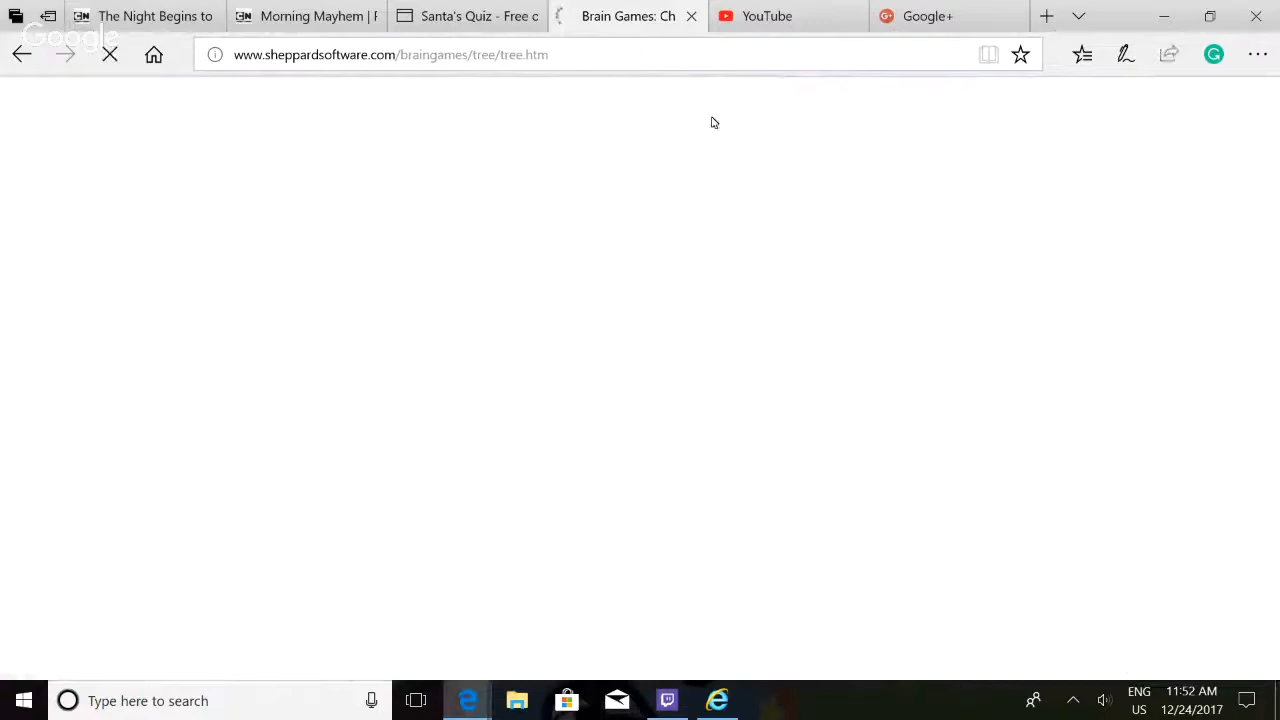 The Night Begins to
Morning Mayhem | F
Santa's Quiz - Free o
Brain Games: Ch
YouTube
Google+
Google
www.sheppardsoftware.com/braingames/tree/tree.htm
Type here to search
ENG
US
11:52 AM
12/24/2017